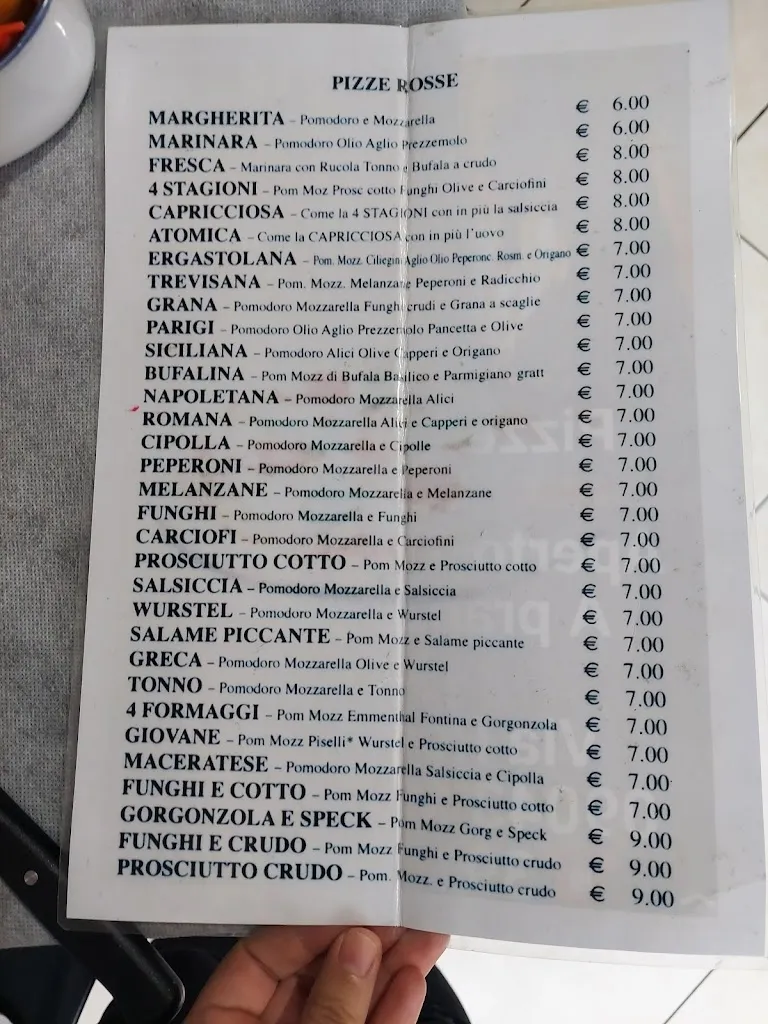 PIZZE ROSSE
MARGHERITA – Pomodoro e Mozzarella € 6.00
MARINARA – Pomodoro Olio Aglio Prezzemolo € 6.00
FRESCA – Marinara con Rucola Tonno e Bufala a crudo € 8.00
4 STAGIONI – Pom Moz Prosc cotto Funghi Olive e Carciofini € 8.00
CAPRICCIOSA – Come la 4 STAGIONI con in più la salsiccia € 8.00
ATOMICA – Come la CAPRICCIOSA con in più l'uovo € 8.00
ERGASTOLANA – Pom. Mozz. Ciliegini Aglio Olio Peperonc. Rosm. e Origano € 7.00
TREVISANA – Pom. Mozz. Melanzane Peperoni e Radicchio € 7.00
GRANA – Pomodoro Mozzarella Funghi crudi e Grana a scaglie € 7.00
PARIGI – Pomodoro Olio Aglio Prezzemolo Pancetta e Olive € 7.00
SICILIANA – Pomodoro Alici Olive Capperi e Origano € 7.00
BUFALINA – Pom Mozz di Bufala Basilico e Parmigiano gratt € 7.00
NAPOLETANA – Pomodoro Mozzarella Alici € 7.00
ROMANA – Pomodoro Mozzarella Alici e Capperi e origano € 7.00
CIPOLLA – Pomodoro Mozzarella e Cipolle € 7.00
PEPERONI – Pomodoro Mozzarella e Peperoni € 7.00
MELANZANE – Pomodoro Mozzarella e Melanzane € 7.00
FUNGHI – Pomodoro Mozzarella e Funghi € 7.00
CARCIOFI – Pomodoro Mozzarella e Carciofini € 7.00
PROSCIUTTO COTTO – Pom Mozz e Prosciutto cotto € 7.00
SALSICCIA – Pomodoro Mozzarella e Salsiccia € 7.00
WURSTEL – Pomodoro Mozzarella e Wurstel € 7.00
SALAME PICCANTE – Pom Mozz e Salame piccante € 7.00
GRECA – Pomodoro Mozzarella Olive e Wurstel € 7.00
TONNO – Pomodoro Mozzarella e Tonno € 7.00
4 FORMAGGI – Pom Mozz Emmenthal Fontina e Gorgonzola € 7.00
GIOVANE – Pom Mozz Piselli* Wurstel e Prosciutto cotto € 7.00
MACERATESE – Pomodoro Mozzarella Salsiccia e Cipolla € 7.00
FUNGHI E COTTO – Pom Mozz Funghi e Prosciutto cotto € 7.00
GORGONZOLA E SPECK – Pom Mozz Gorg e Speck € 9.00
FUNGHI E CRUDO – Pom Mozz Funghi e Prosciutto crudo € 9.00
PROSCIUTTO CRUDO – Pom. Mozz. e Prosciutto crudo € 9.00